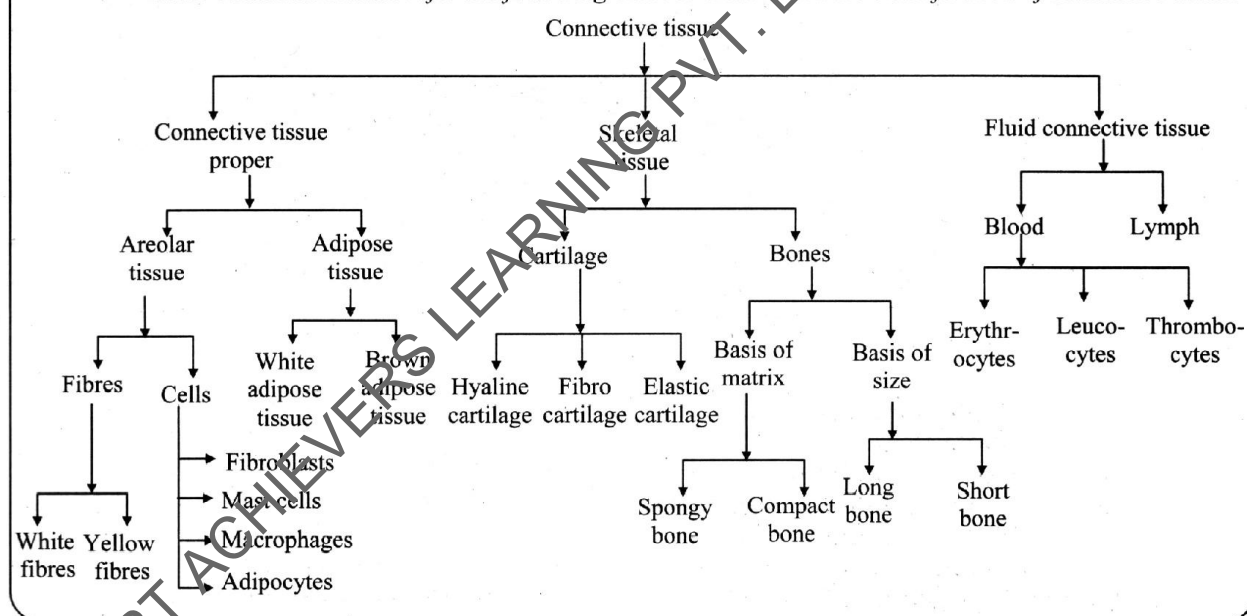 Connective tissue
Connective tissue
proper
Skeletal
tissue
Fluid connective tissue
Areolar
tissue
Adipose
tissue
Cartilage
Bones
Blood
Lymph
Fibres
Cells
White
adipose
tissue
Brown
adipose
tissue
Hyaline
cartilage
Fibro
cartilage
Elastic
cartilage
Basis of
matrix
Basis of
size
Erythr-
ocytes
Leuco-
cytes
Thrombo-
cytes
Fibroblasts
Mast cells
Macrophages
Adipocytes
White
fibres
Yellow
fibres
Spongy
bone
Compact
bone
Long
bone
Short
bone
ACHIEVERS LEARNING PVT.